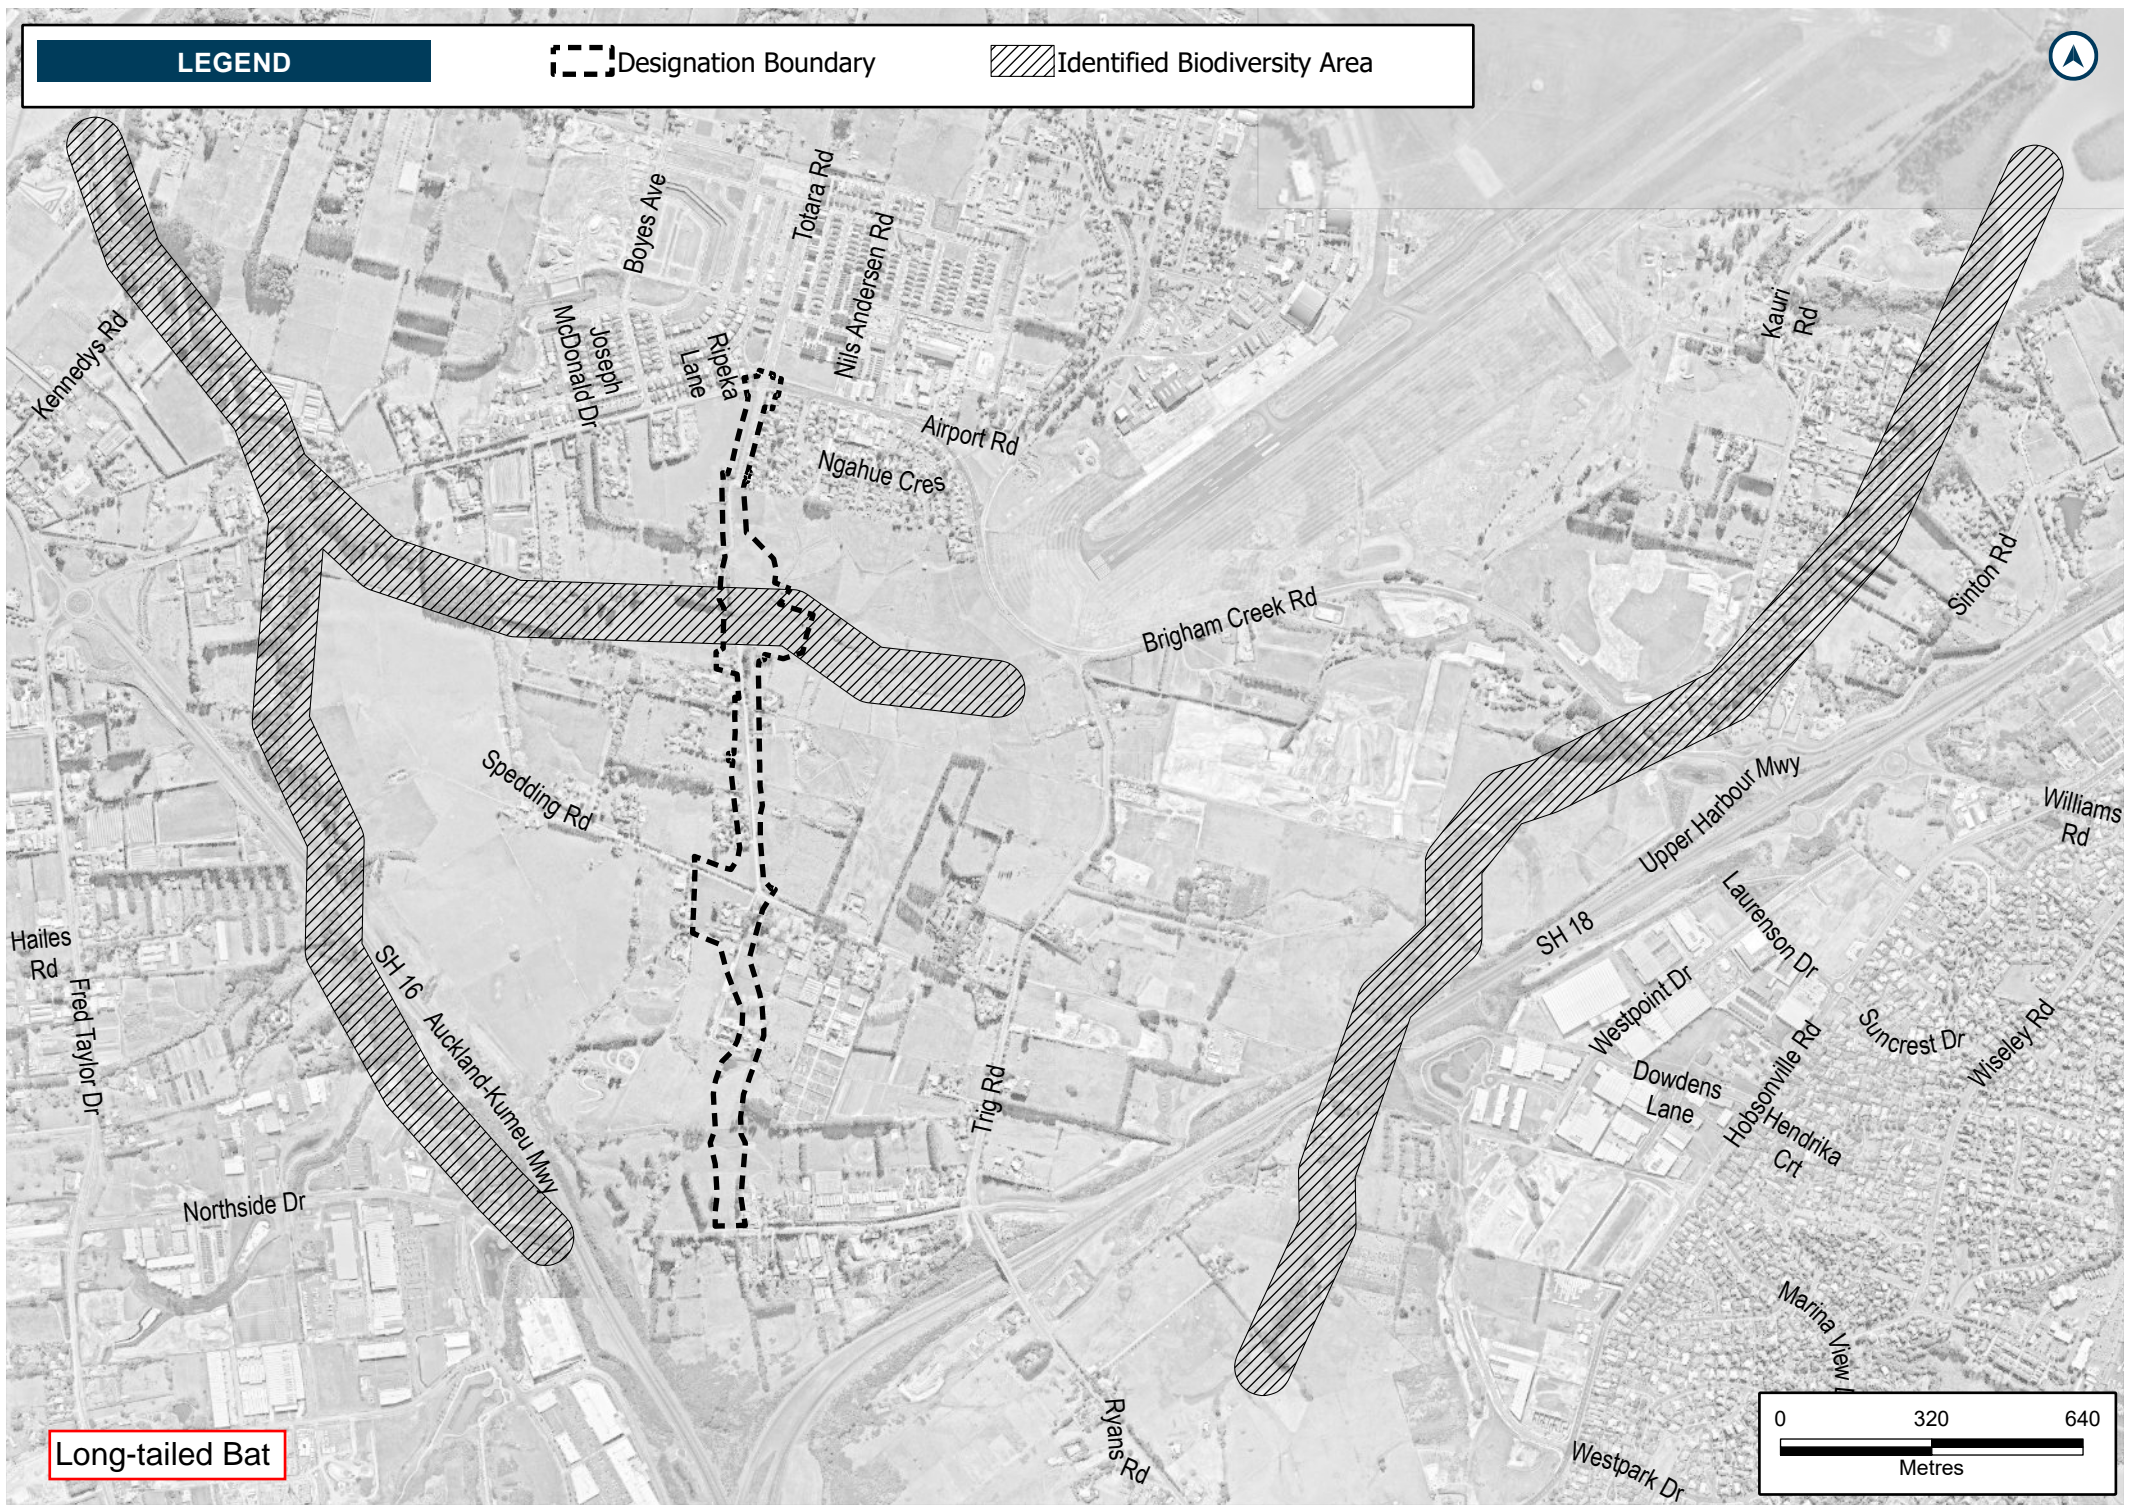 LEGEND
Designation Boundary
Identified Biodiversity Area
Totara Rd
Boyes Ave
Nils Andersen Rd
Kauri
Rd
Kennedys Rd
Joseph
McDonald Dr
Ripeka
Lane
Airport Rd
Ngahue Cres
Sinton Rd
Brigham Creek Rd
Spedding Rd
Upper Harbour Mwy
Williams
Rd
Laurenson Dr
SH 18
Hailes
Rd
SH 16
Auckland-Kumeu Mwy
Fred Taylor Dr
Westpoint Dr
Suncrest Dr
Wiseley Rd
Dowdens
Lane
Hobsonville Rd
Hendrika
Crt
Trig Rd
Northside Dr
Marina View
Ryans Rd
Westpark Dr
Long-tailed Bat
0 320 640
Metres